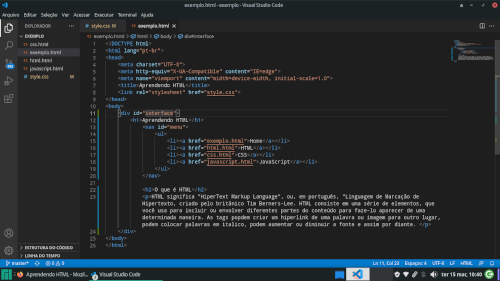 exemplo.html - exemplo - Visual Studio Code
Arquivo Editar Seleção Ver Acessar Executar Terminal Ajuda
EXPLORADOR
style.css M
exemplo.html
EXEMPLO
css.html
exemplo.html
html.html
javascript.html
style.css M
exemplo.html > html > body > div#interface
1 <!DOCTYPE html>
2 <html lang="pt-br">
3 <head>
4 <meta charset="UTF-8">
5 <meta http-equiv="X-UA-Compatible" content="IE=edge">
6 <meta name="viewport" content="width=device-width, initial-scale=1.0">
7 <title>Aprendendo HTML</title>
8 <link rel="stylesheet" href="style.css">
9 </head>
10 <body>
11 <div id="interface">
12 <h1>Aprendendo HTML</h1>
13 <nav id="menu">
14 <ul>
15 <li><a href="exemplo.html">Home</a></li>
16 <li><a href="html.html">HTML</a></li>
17 <li><a href="css.html">CSS</a></li>
18 <li><a href="javascript.html">JavaScript</a></li>
19 </ul>
20 </nav>
21
22 <h2>O que é HTML</h2>
23 <p>HTML significa "HiperText Markup Language", ou, em português, "Linguagem de Marcação de
Hipertexto, criado pelo britânico Tim Berners-Lee. HTML consiste em uma série de elementos, que
você usa para incluir ou envolver diferentes partes do conteúdo para faze-lo aparecer de uma
determinada maneira. As tags podem criar um hiperlink de uma palavra ou imagem para outro lugar,
podem colocar palavras em italico, podem aumentar ou diminuir a fonte e assim por diante. </p>
24 </div>
25 </body>
26 </html>
ESTRUTURA DO CÓDIGO
LINHA DO TEMPO
master* 0 0
Ln 11, Col 23 Espaços: 4 UTF-8 LF HTML
Aprendendo HTML - Mozil...
Visual Studio Code
ter 15 mar, 10:40